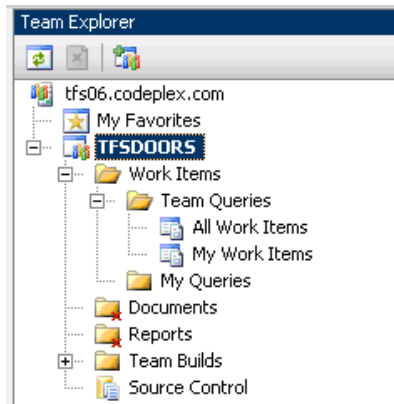 Team Explorer
tfs06.codeplex.com
My Favorites
TFSDOORS
Work Items
Team Queries
All Work Items
My Work Items
My Queries
Documents
Reports
Team Builds
Source Control